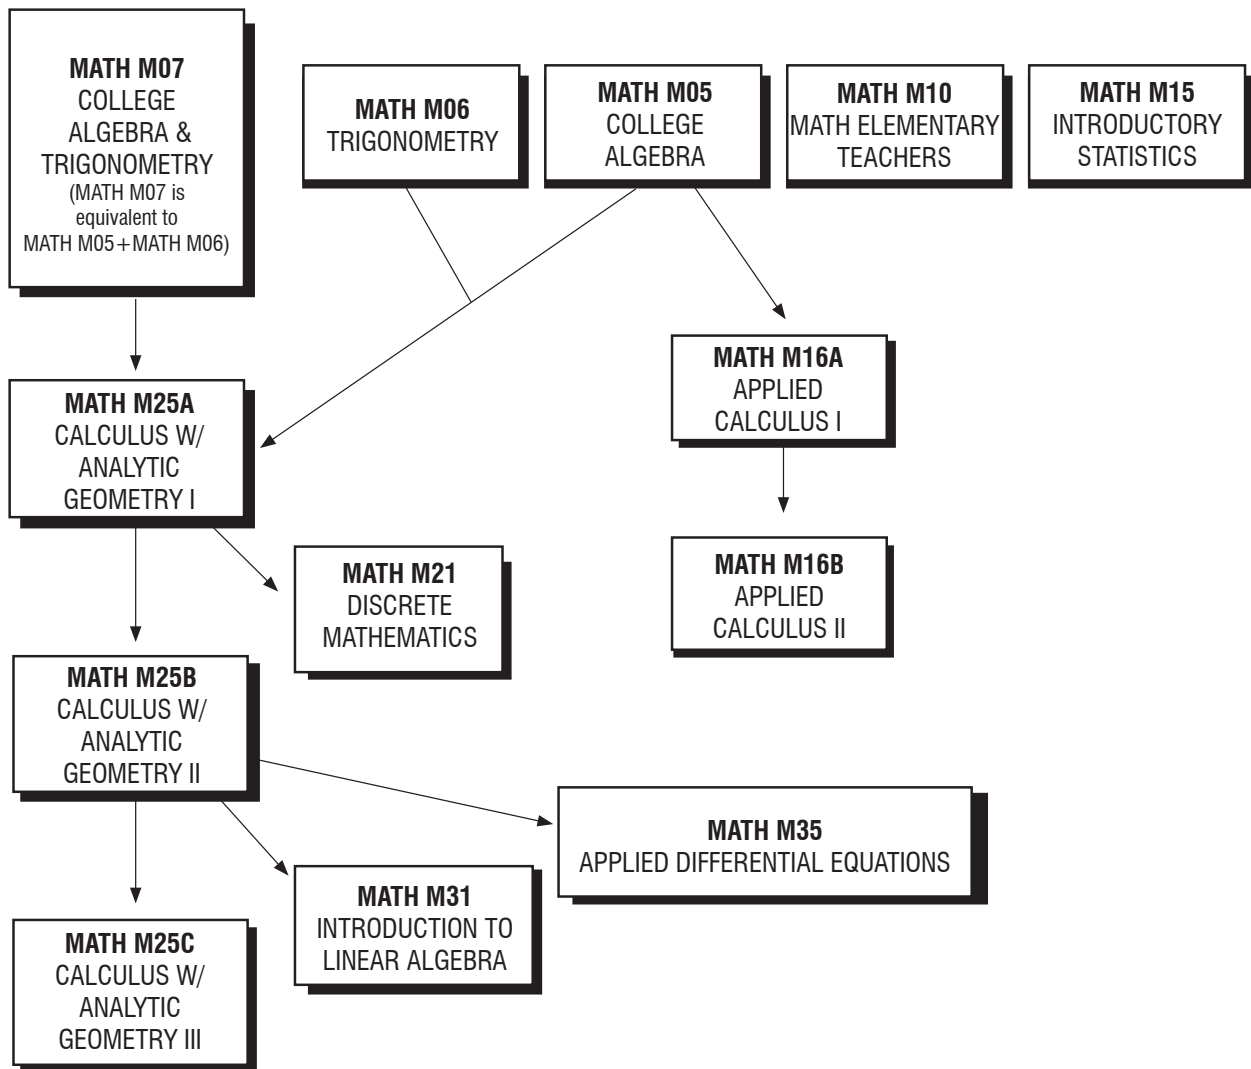 MATH M07
COLLEGE
ALGEBRA &
TRIGONOMETRY
(MATH M07 is
equivalent to
MATH M05+MATH M06)
MATH M06
TRIGONOMETRY
MATH M05
COLLEGE
ALGEBRA
MATH M10
MATH ELEMENTARY
TEACHERS
MATH M15
INTRODUCTORY
STATISTICS
MATH M16A
APPLIED
CALCULUS I
MATH M25A
CALCULUS W/
ANALYTIC
GEOMETRY I
MATH M21
DISCRETE
MATHEMATICS
MATH M16B
APPLIED
CALCULUS II
MATH M25B
CALCULUS W/
ANALYTIC
GEOMETRY II
MATH M35
APPLIED DIFFERENTIAL EQUATIONS
MATH M31
INTRODUCTION TO
LINEAR ALGEBRA
MATH M25C
CALCULUS W/
ANALYTIC
GEOMETRY III